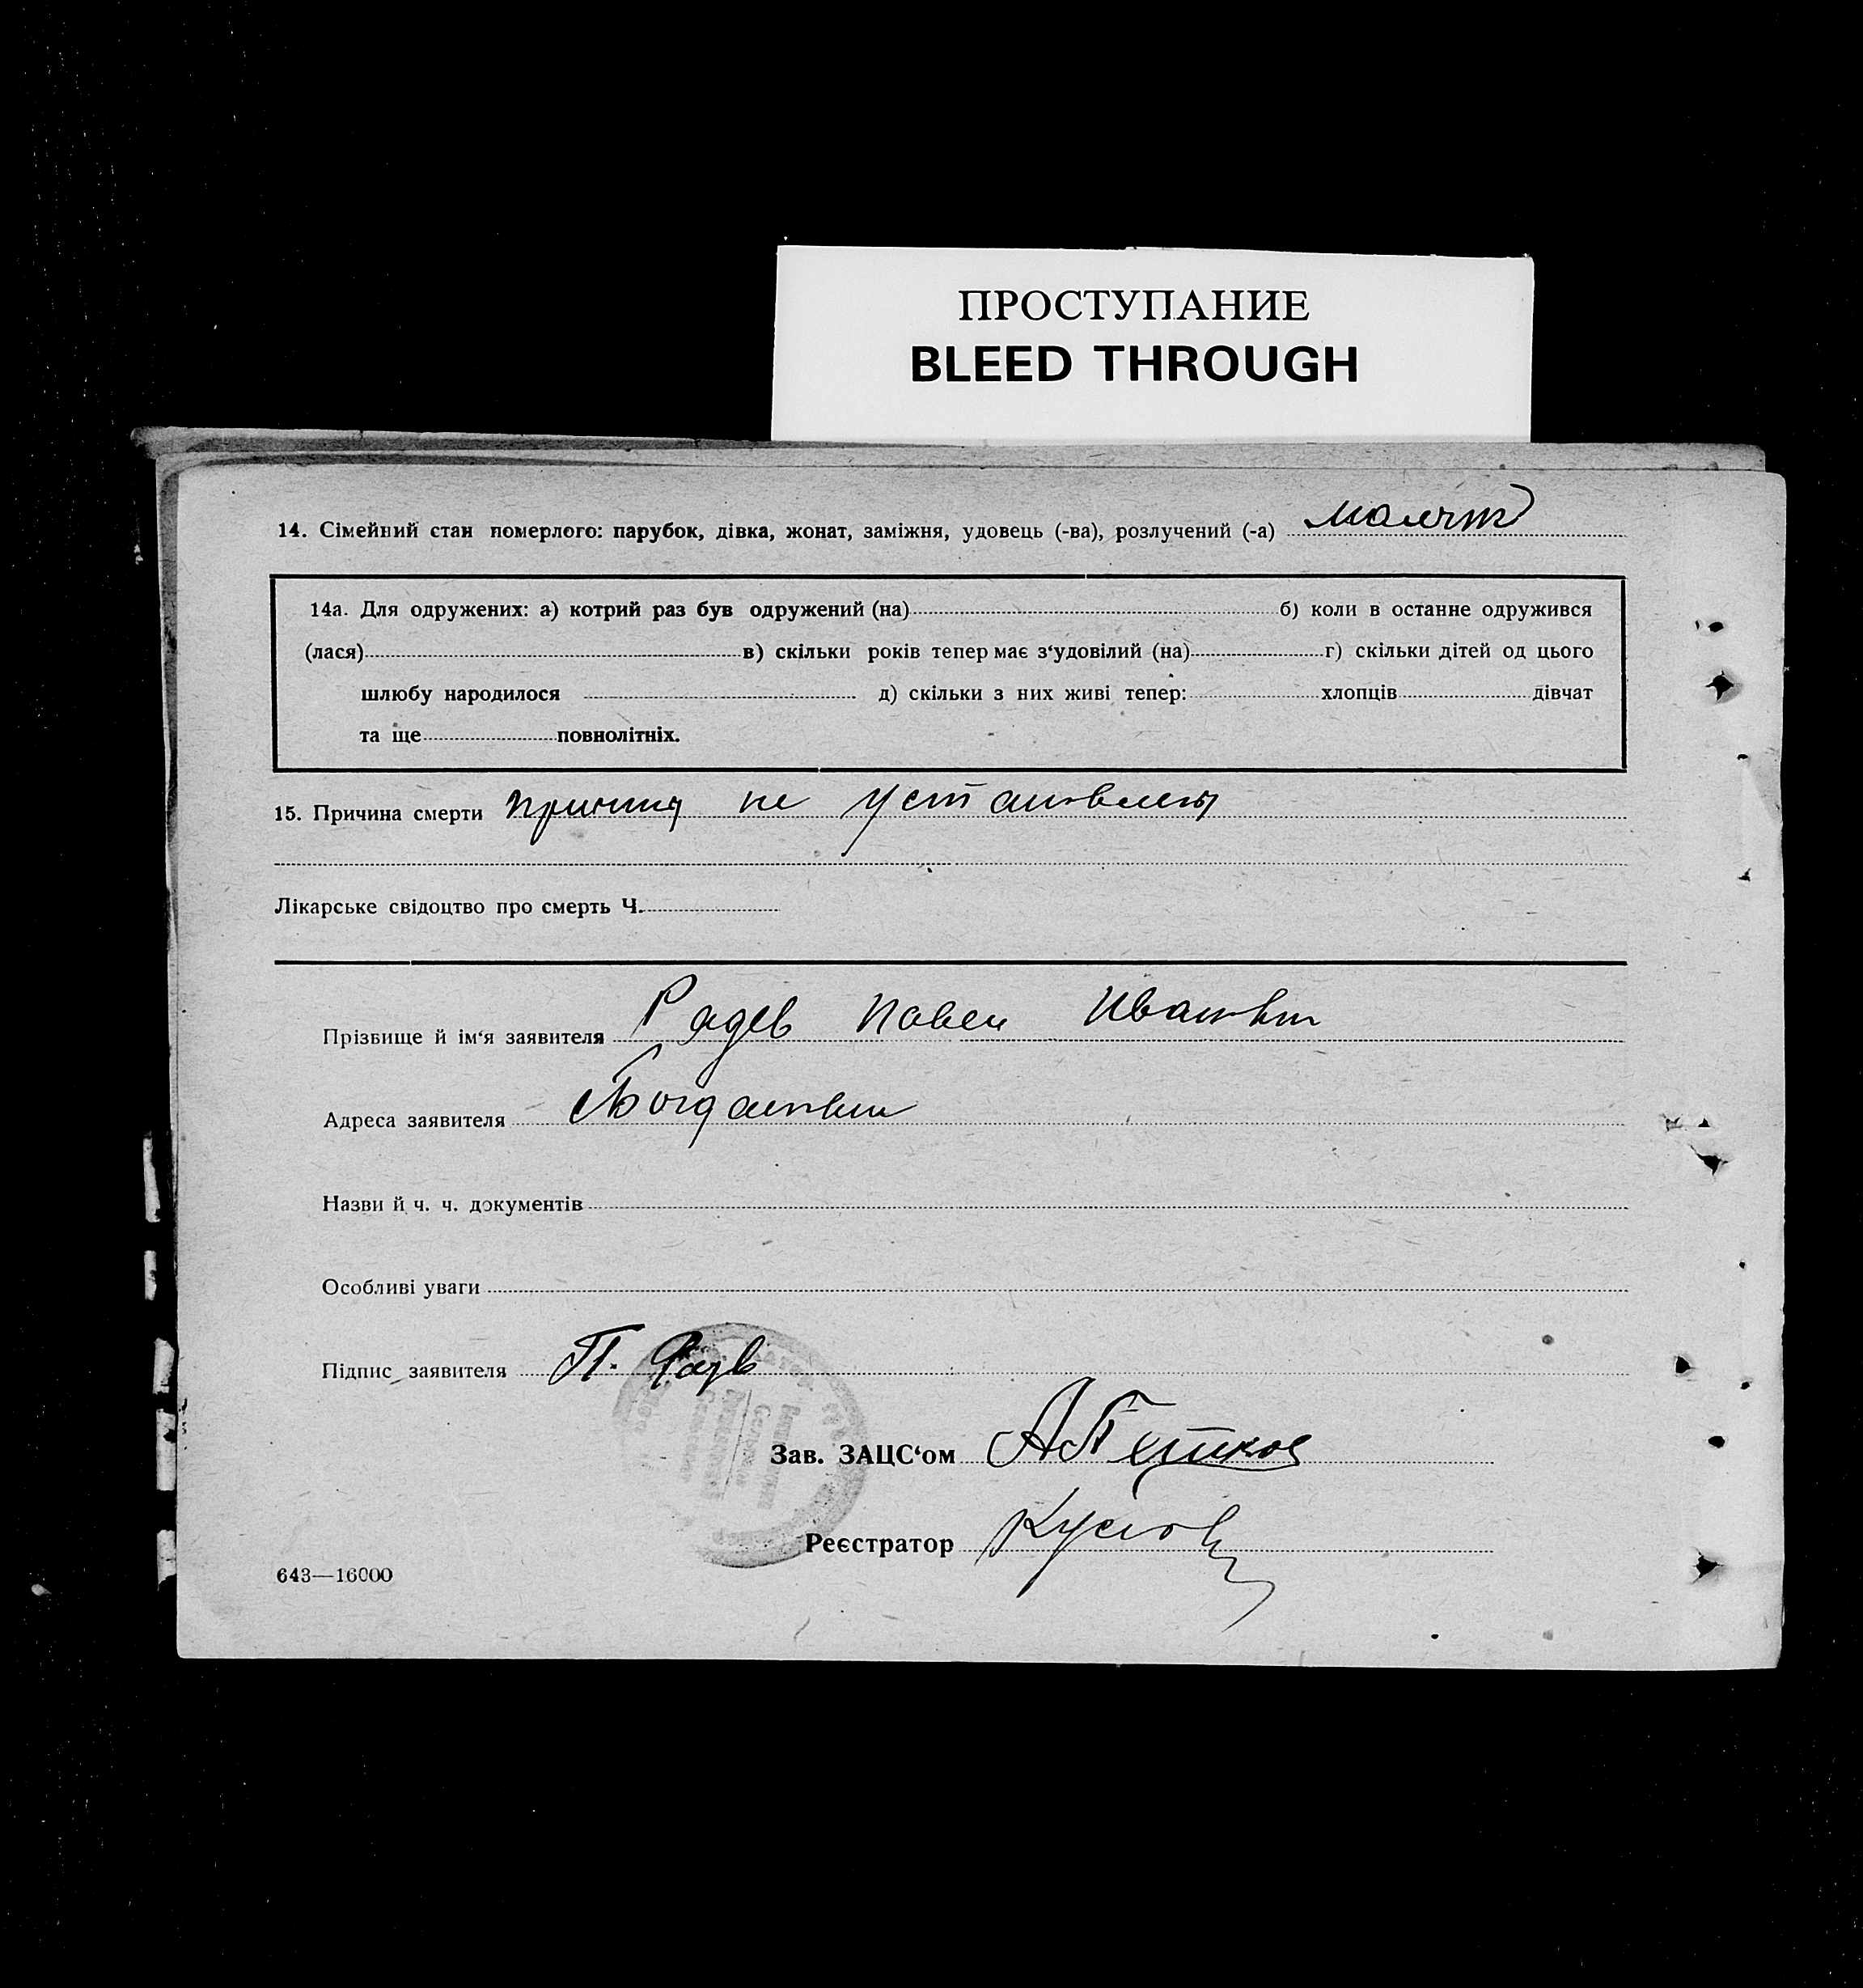 ПРОСТУПАНИЕ
BLEED THROUGH
14. Сімейний стан померлого: парубок, дівка, жонат, заміжня, удовець (-ва), розлучений (-а)
14а. Для одружених: а) котрий раз був одружений (на) б) коли в останне одружився
(лася) в) скільки років тепер має з‘удовілий (на) г) скільки дітей од цього
шлюбу народилося д) скільки з них живі тепер: хлопців дівчат
та ще повнолітніх.
15. Причина смерти не
Лікарське свідоцтво про смерть Ч.
Прізвище й ім‘я заявителя Радев Павел Иванович
Адреса заявителя
Назви й ч. ч. документів
Особливі уваги
Підпис заявителя П.
Зав. ЗАЦС‘ом
Реєстратор
643—16000